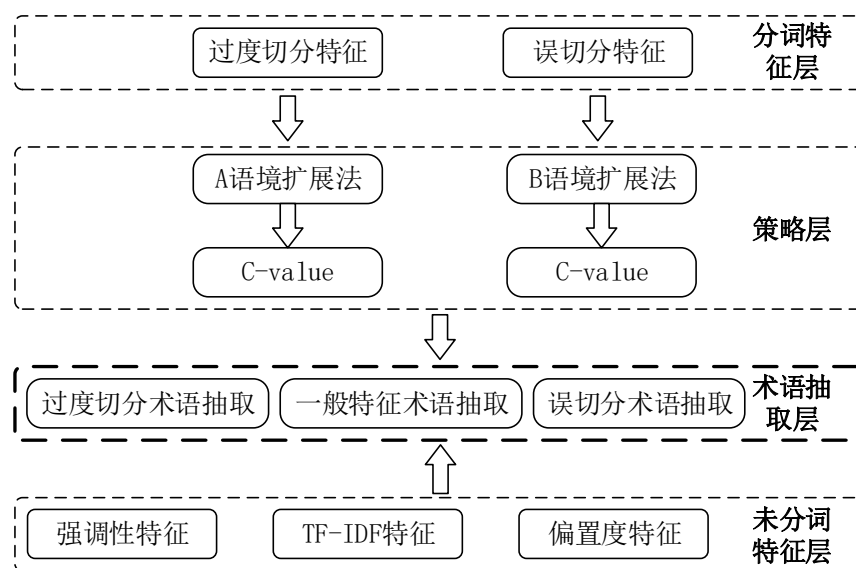 过度切分特征
误切分特征
分词特
征层
A语境扩展法
B语境扩展法
策略层
C-value
C-value
过度切分术语抽取
一般特征术语抽取
误切分术语抽取
术语抽
取层
强调性特征
TF-IDF特征
偏置度特征
未分词
特征层